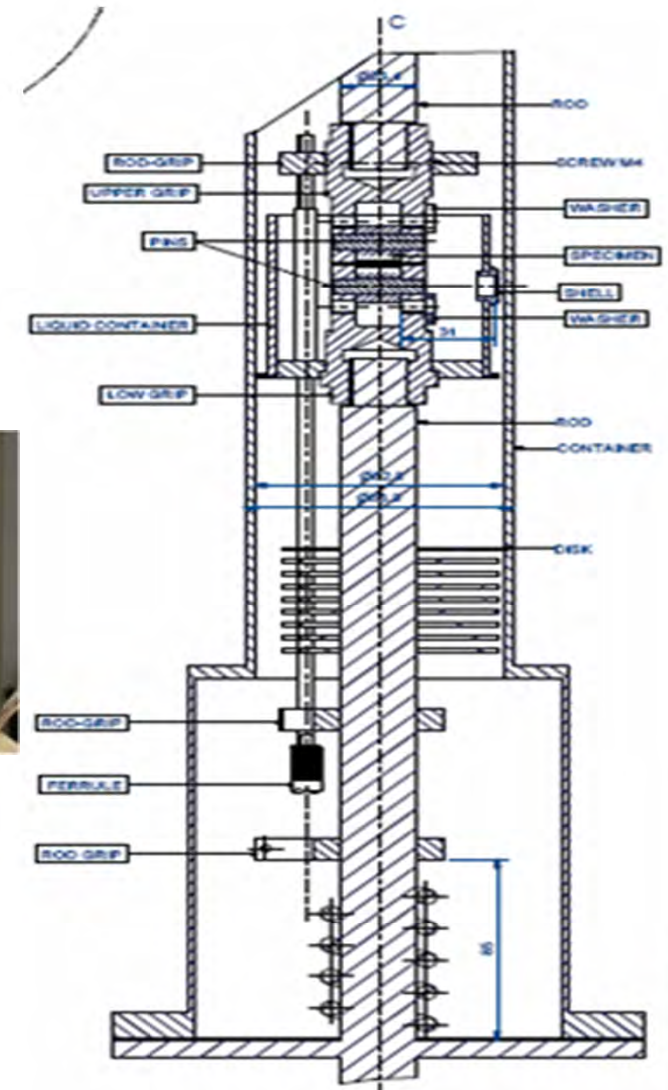 C
ROD
ROD-GRIP
SCREW M4
UPPER GRIP
WASHER
PINS
SPECIMEN
SHELL
LIQUID CONTAINER
WASHER
31
LOW GRIP
ROD
CONTAINER
DISK
ROD-GRIP
FERRULE
ROD-GRIP
85